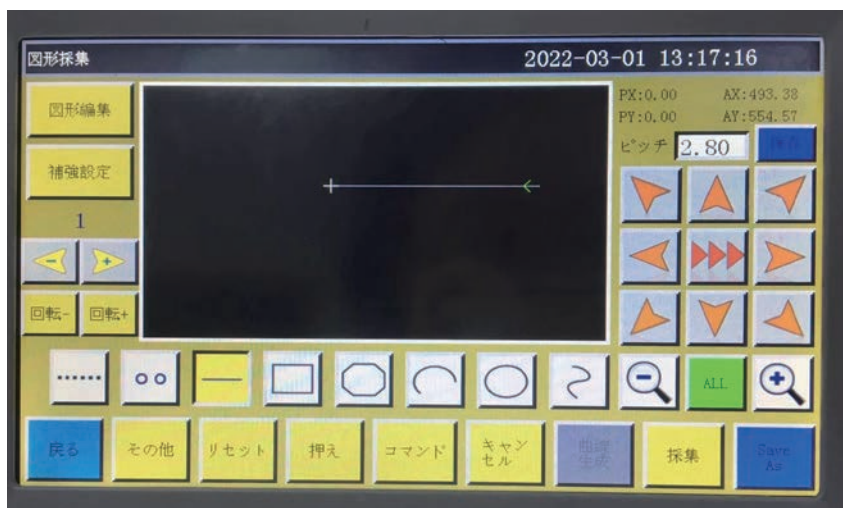 図形採集
2022-03-01 13:17:16
図形編集
PX:0.00 AX:493.38
PY:0.00 AY:554.57
ピッチ 2.80 保存
補強設定
1
- +
回転- 回転+
ALL
戻る その他 リセット 押え コマンド キャン
セル 曲線
生成 採集 Save
As